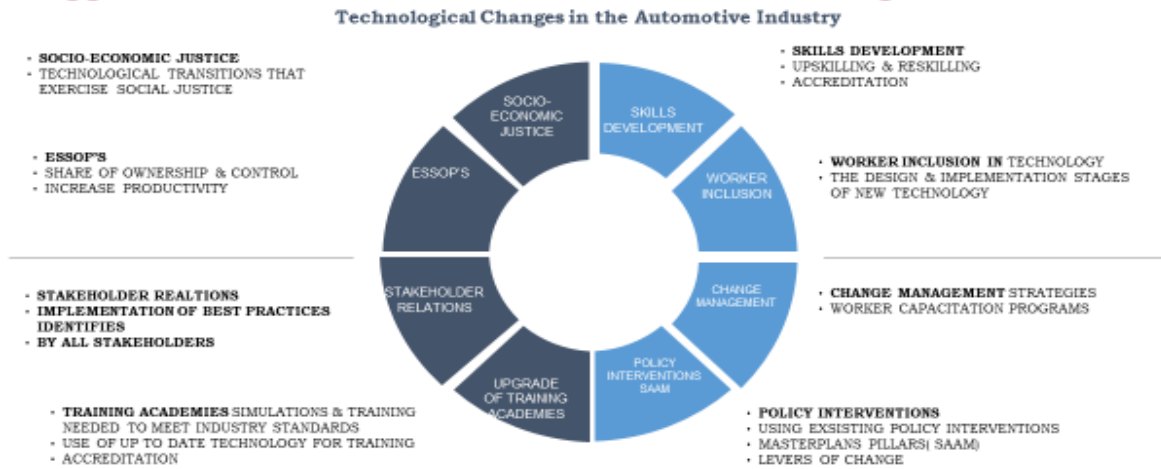 Technological Changes in the Automotive Industry
• SOCIO-ECONOMIC JUSTICE
• TECHNOLOGICAL TRANSITIONS THAT
EXERCISE SOCIAL JUSTICE
• ESSOP'S
• SHARE OF OWNERSHIP & CONTROL
• INCREASE PRODUCTIVITY
• STAKEHOLDER REALTIONS
• IMPLEMENTATION OF BEST PRACTICES
IDENTIFIES
• BY ALL STAKEHOLDERS
• TRAINING ACADEMIES SIMULATIONS & TRAINING
NEEDED TO MEET INDUSTRY STANDARDS
• USE OF UP TO DATE TECHNOLOGY FOR TRAINING
• ACCREDITATION
SOCIO-
ECONOMIC
JUSTICE
SKILLS
DEVELOPMENT
ESSOP'S
WORKER
INCLUSION
STAKEHOLDER
RELATIONS
CHANGE
MANAGEMENT
UPGRADE
OF TRAINING
ACADEMIES
POLICY
INTERVENTIONS
SAAM
• SKILLS DEVELOPMENT
• UPSKILLING & RESKILLING
• ACCREDITATION
• WORKER INCLUSION IN TECHNOLOGY
• THE DESIGN & IMPLEMENTATION STAGES
OF NEW TECHNOLOGY
• CHANGE MANAGEMENT STRATEGIES
• WORKER CAPACITATION PROGRAMS
• POLICY INTERVENTIONS
• USING EXSISTING POLICY INTERVENTIONS
• MASTERPLANS PILLARS( SAAM)
• LEVERS OF CHANGE